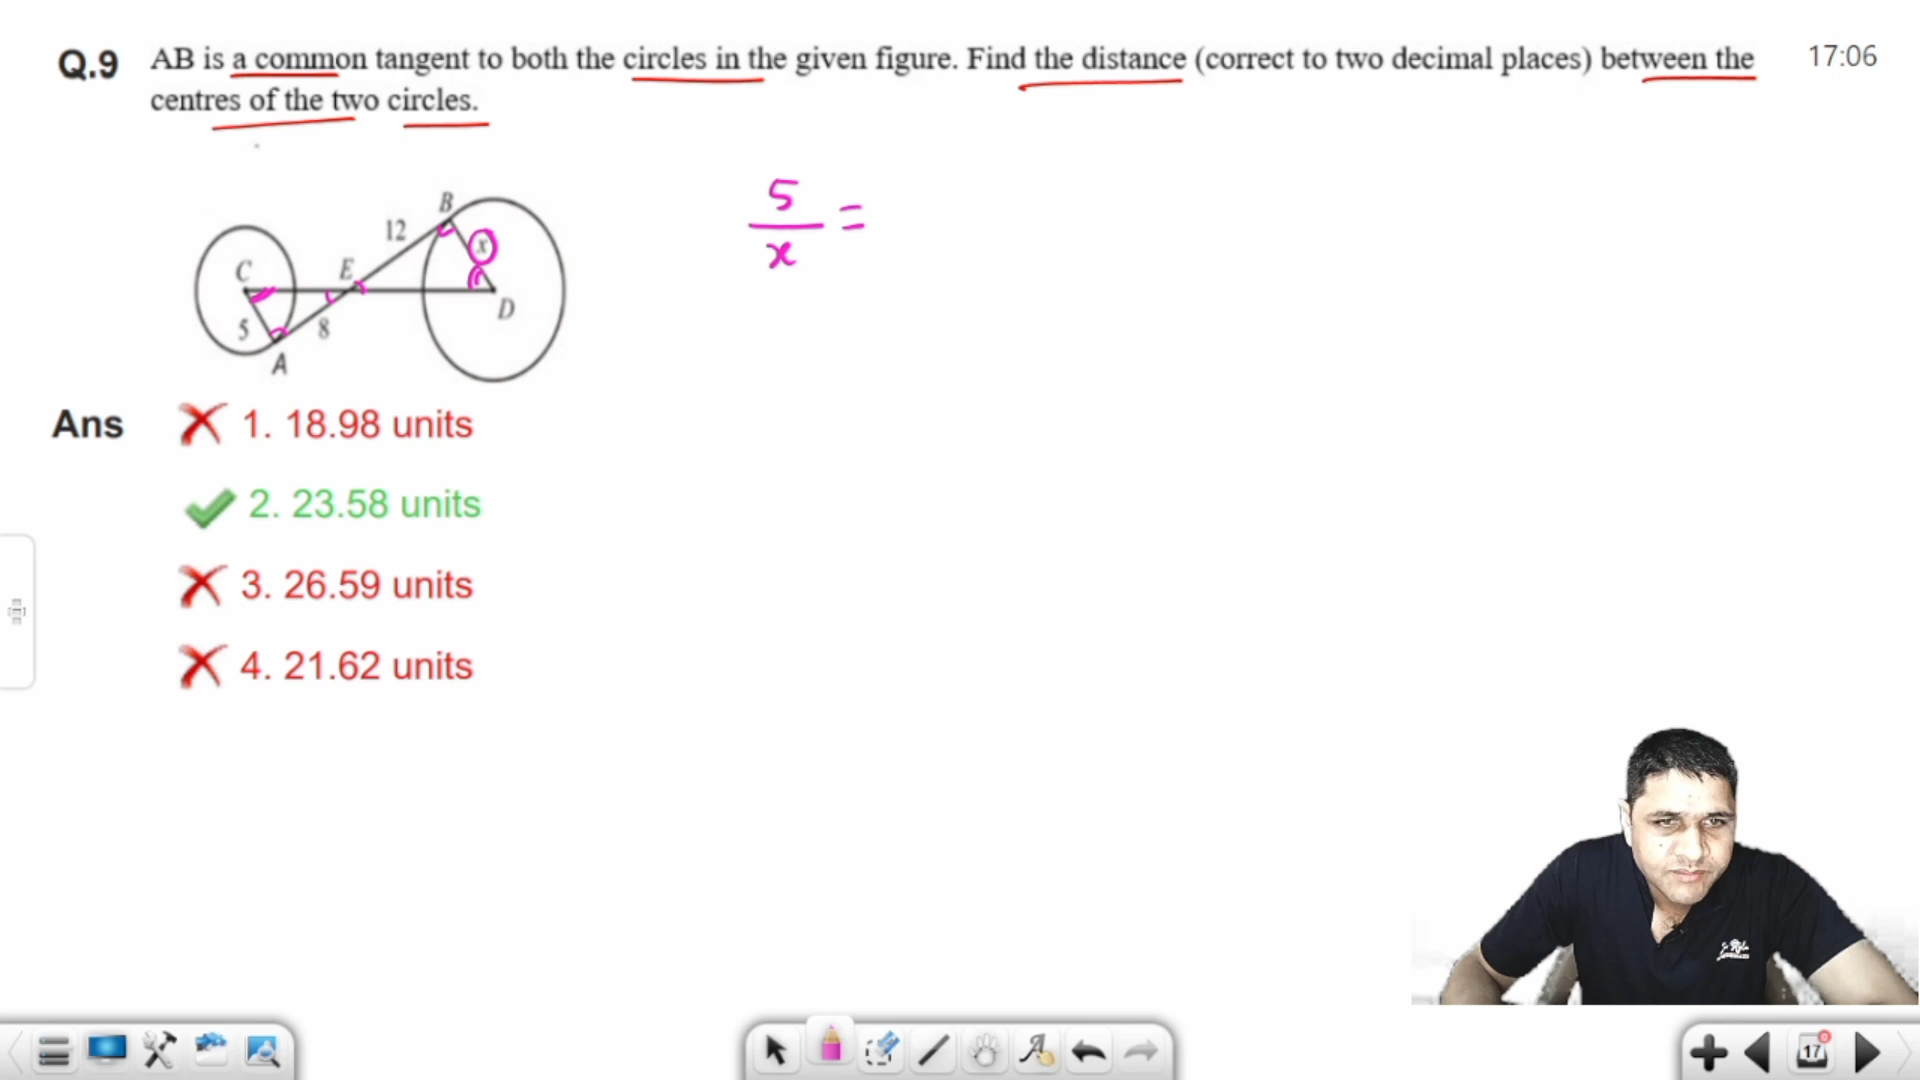 Q.9 AB is a common tangent to both the circles in the given figure. Find the distance (correct to two decimal places) between the
centres of the two circles.
17:06
B
12
x
C
E
D
5
8
A
5
x
=
Ans
1. 18.98 units
2. 23.58 units
3. 26.59 units
4. 21.62 units
17